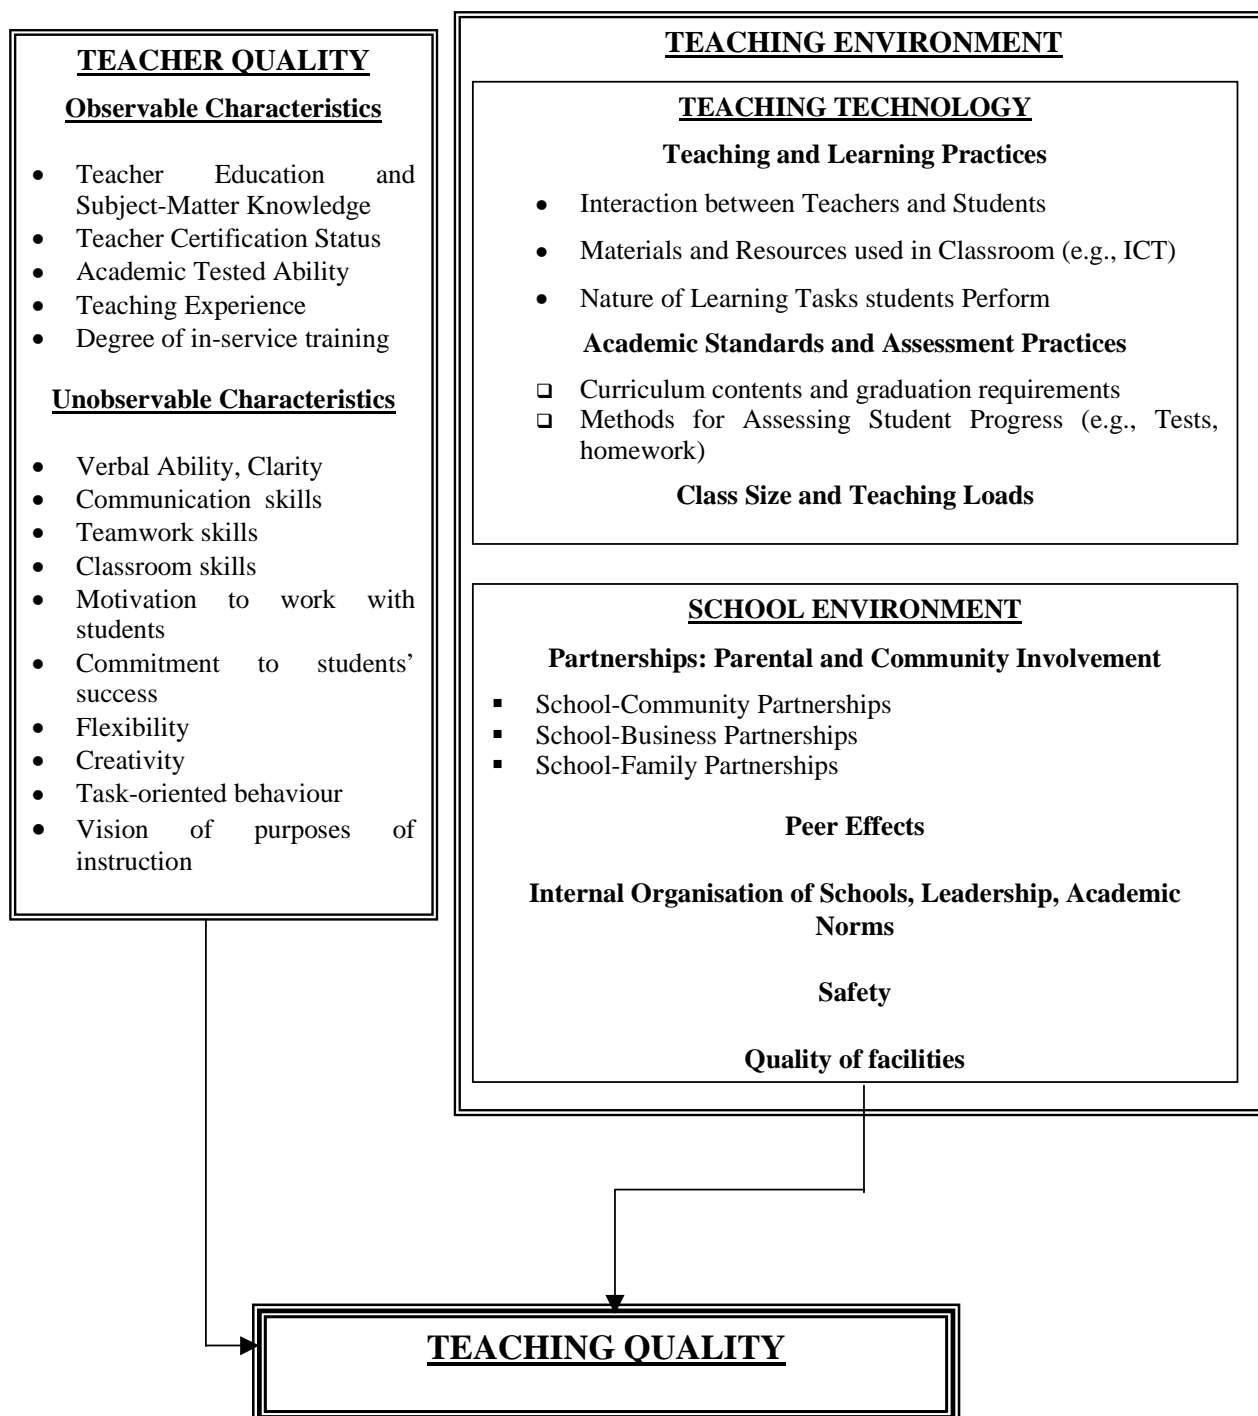 TEACHER QUALITY
Observable Characteristics
• Teacher Education and
Subject-Matter Knowledge
• Teacher Certification Status
• Academic Tested Ability
• Teaching Experience
• Degree of in-service training
Unobservable Characteristics
• Verbal Ability, Clarity
• Communication skills
• Teamwork skills
• Classroom skills
• Motivation to work with
students
• Commitment to students’
success
• Flexibility
• Creativity
• Task-oriented behaviour
• Vision of purposes of
instruction
TEACHING ENVIRONMENT
TEACHING TECHNOLOGY
Teaching and Learning Practices
• Interaction between Teachers and Students
• Materials and Resources used in Classroom (e.g., ICT)
• Nature of Learning Tasks students Perform
Academic Standards and Assessment Practices
❑ Curriculum contents and graduation requirements
❑ Methods for Assessing Student Progress (e.g., Tests,
homework)
Class Size and Teaching Loads
SCHOOL ENVIRONMENT
Partnerships: Parental and Community Involvement
▪ School-Community Partnerships
▪ School-Business Partnerships
▪ School-Family Partnerships
Peer Effects
Internal Organisation of Schools, Leadership, Academic
Norms
Safety
Quality of facilities
TEACHING QUALITY